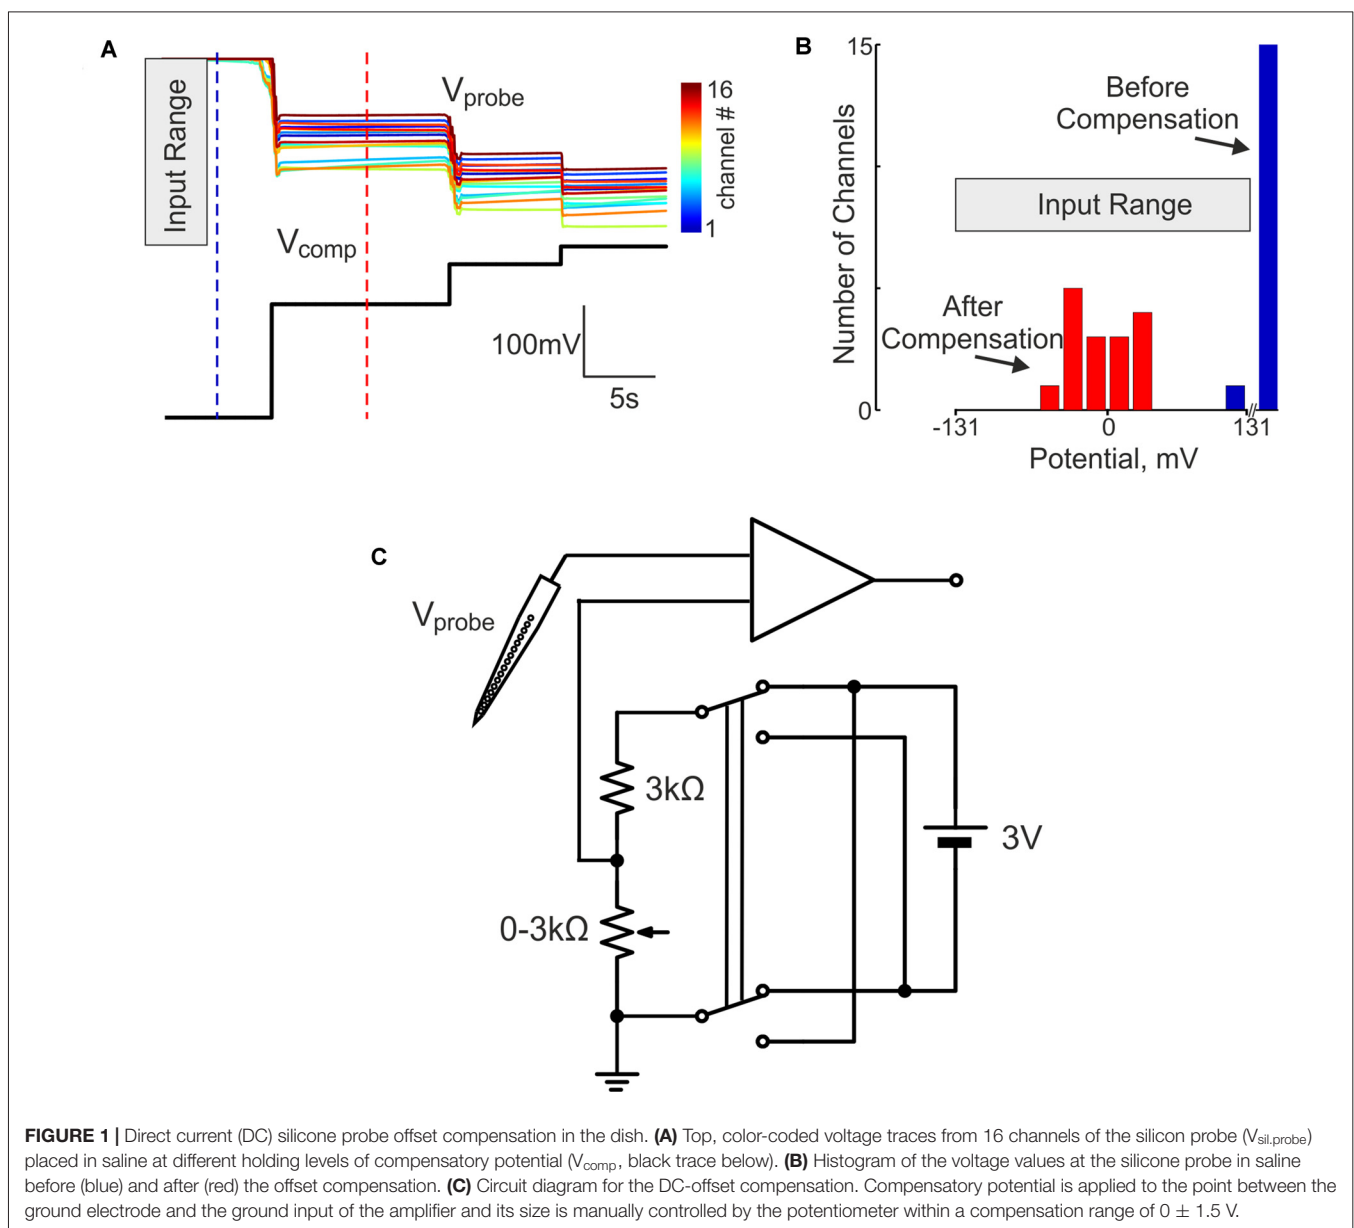 A
Input Range
Vprobe
16
channel #
1
Vcomp
100mV
5s
B
15
Number of Channels
0
Before
Compensation
Input Range
After
Compensation
-131
0
131
Potential, mV
C
Vprobe
3kΩ
0-3kΩ
3V
FIGURE 1 | Direct current (DC) silicone probe offset compensation in the dish. (A) Top, color-coded voltage traces from 16 channels of the silicon probe (Vsil.probe)
placed in saline at different holding levels of compensatory potential (Vcomp, black trace below). (B) Histogram of the voltage values at the silicone probe in saline
before (blue) and after (red) the offset compensation. (C) Circuit diagram for the DC-offset compensation. Compensatory potential is applied to the point between the
ground electrode and the ground input of the amplifier and its size is manually controlled by the potentiometer within a compensation range of 0 ± 1.5 V.